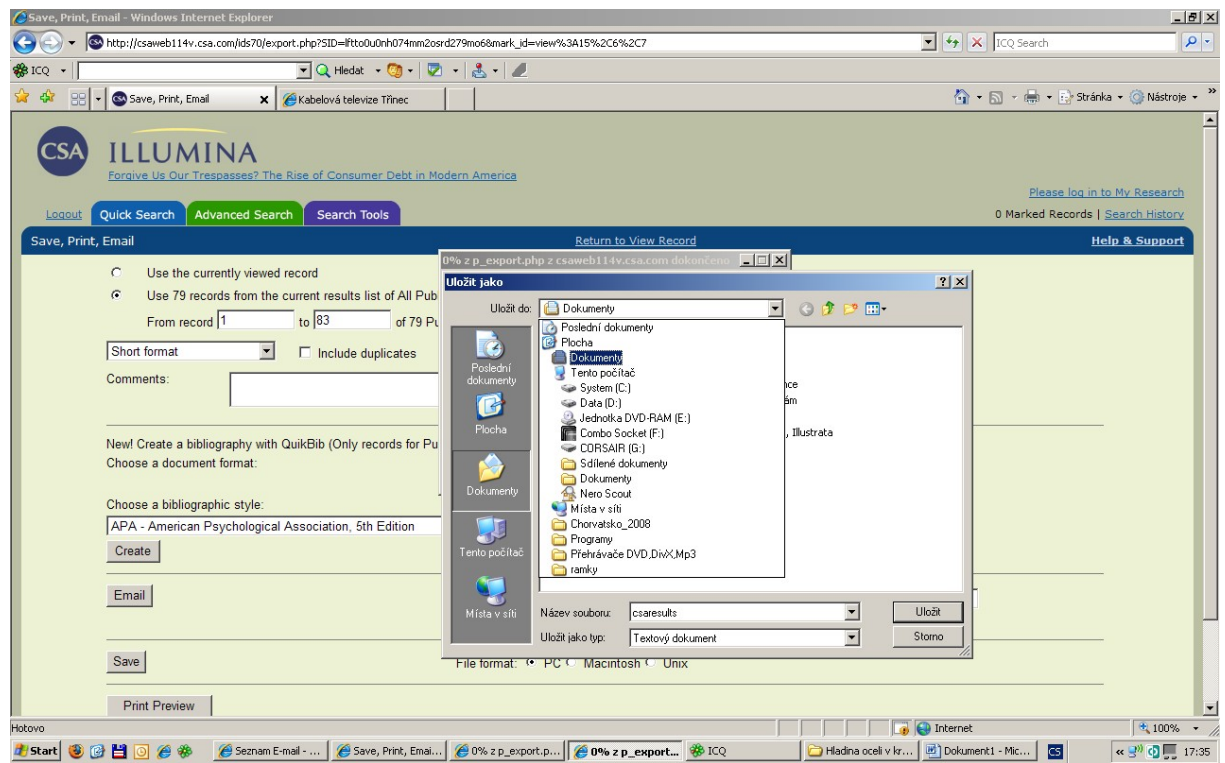 Save, Print, Email - Windows Internet Explorer
http://csaweb114v.csa.com/ids70/export.php?SID=lftto0u0nh074mm2osrd279mo6&mark_id=view%3A15%2C6%2C7
ICQ Search
ICQ
Hledat
Save, Print, Email
Kabelová televize Třinec
Stránka
Nástroje
CSA ILLUMINA
Forgive Us Our Trespasses? The Rise of Consumer Debt in Modern America
Please log in to My Research
Logout Quick Search Advanced Search Search Tools
0 Marked Records | Search History
Save, Print, Email
Return to View Record
Help & Support
Use the currently viewed record
Use 79 records from the current results list of All Pub
From record 1 to 83 of 79 Pu
Short format
Include duplicates
Comments:
New! Create a bibliography with QuikBib (Only records for Pu
Choose a document format:
Choose a bibliographic style:
APA - American Psychological Association, 5th Edition
Create
Email
Save
File format: PC Macintosh Unix
Print Preview
0% z p_export.php z csaweb114v.csa.com dokončeno
Uložit jako
Uložit do: Dokumenty
Poslední dokumenty
Plocha
Dokumenty
Tento počítač
Místa v síti
Poslední dokumenty
Plocha
Dokumenty
Tento počítač
System (C:)
Data (D:)
Jednotka DVD-RAM (E:)
Combo Socket (F:)
CORSAIR (G:)
Sdílené dokumenty
Dokumenty
Nero Scout
Místa v síti
Chorvatsko_2008
Programy
Přehrávače DVD,DivX,Mp3
ramky
nce
ám
, Illustrata
Název souboru: csaresults
Uložit
Uložit jako typ: Textový dokument
Storno
Hotovo
Internet
100%
Start
Seznam E-mail - ...
Save, Print, Emai...
0% z p_export.p...
0% z p_export...
ICQ
Hladina oceli v kr...
Dokument1 - Mic...
CS
17:35